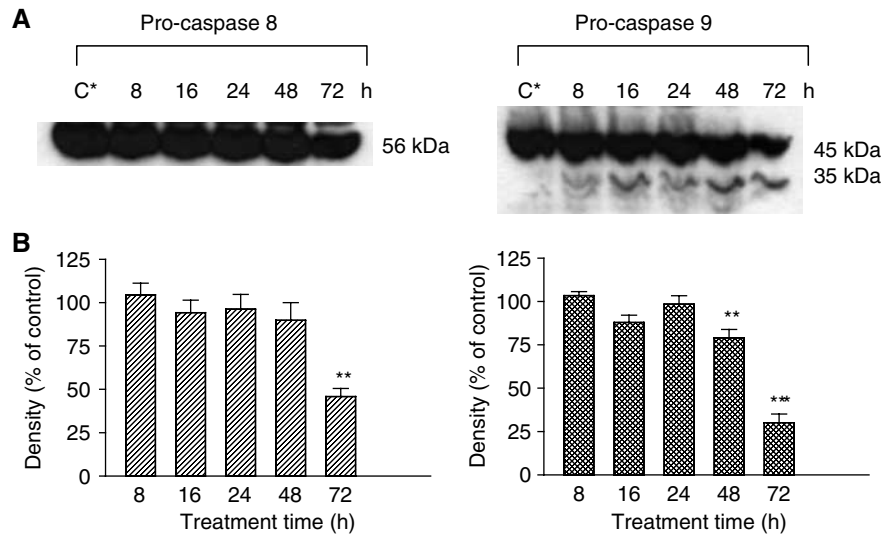 A
Pro-caspase 8
C* 8 16 24 48 72 h
56 kDa
Pro-caspase 9
C* 8 16 24 48 72 h
45 kDa
35 kDa
B
125
100
75
50
25
0
Density (% of control)
**
8 16 24 48 72
Treatment time (h)
125
100
75
50
25
0
Density (% of control)
**
***
8 16 24 48 72
Treatment time (h)